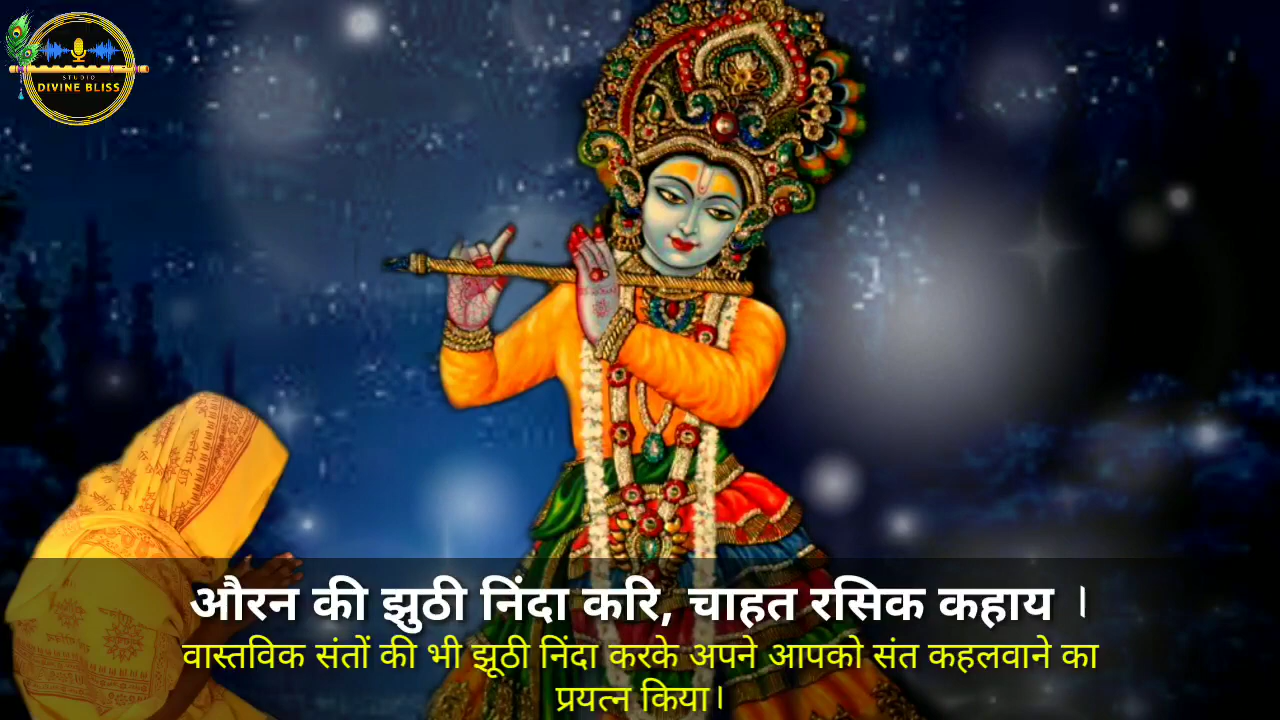 STUDIO
DIVINE BLISS
औरन की झुठी निंदा करि, चाहत रसिक कहाय ।
वास्तविक संतों की भी झूठी निंदा करके अपने आपको संत कहलवाने का
प्रयत्न किया।